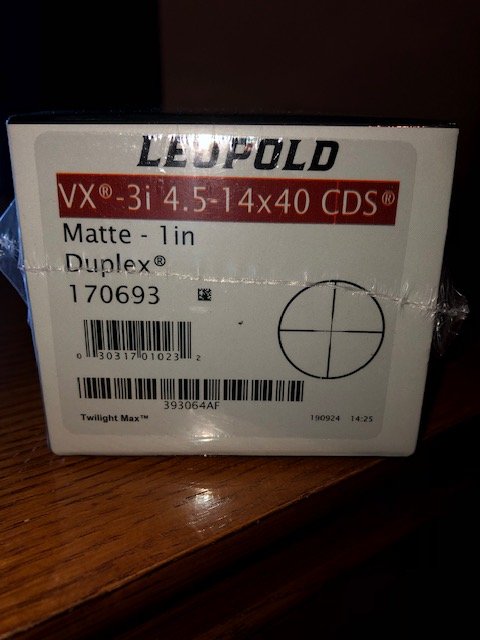 LEUPOLD
VX®-3i 4.5-14x40 CDS®
Matte - 1in
Duplex®
170693
0 30317 01023 2
393064AF
Twilight Max™ 190924 14:25